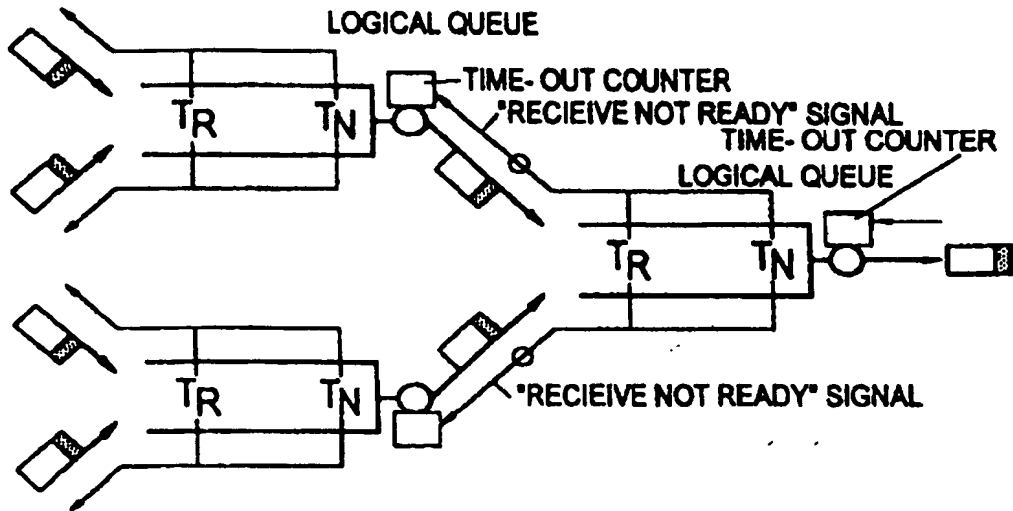 LOGICAL QUEUE
TIME- OUT COUNTER
"RECIEIVE NOT READY" SIGNAL
TIME- OUT COUNTER
LOGICAL QUEUE
TR TN
TR TN
TR TN
"RECIEIVE NOT READY" SIGNAL